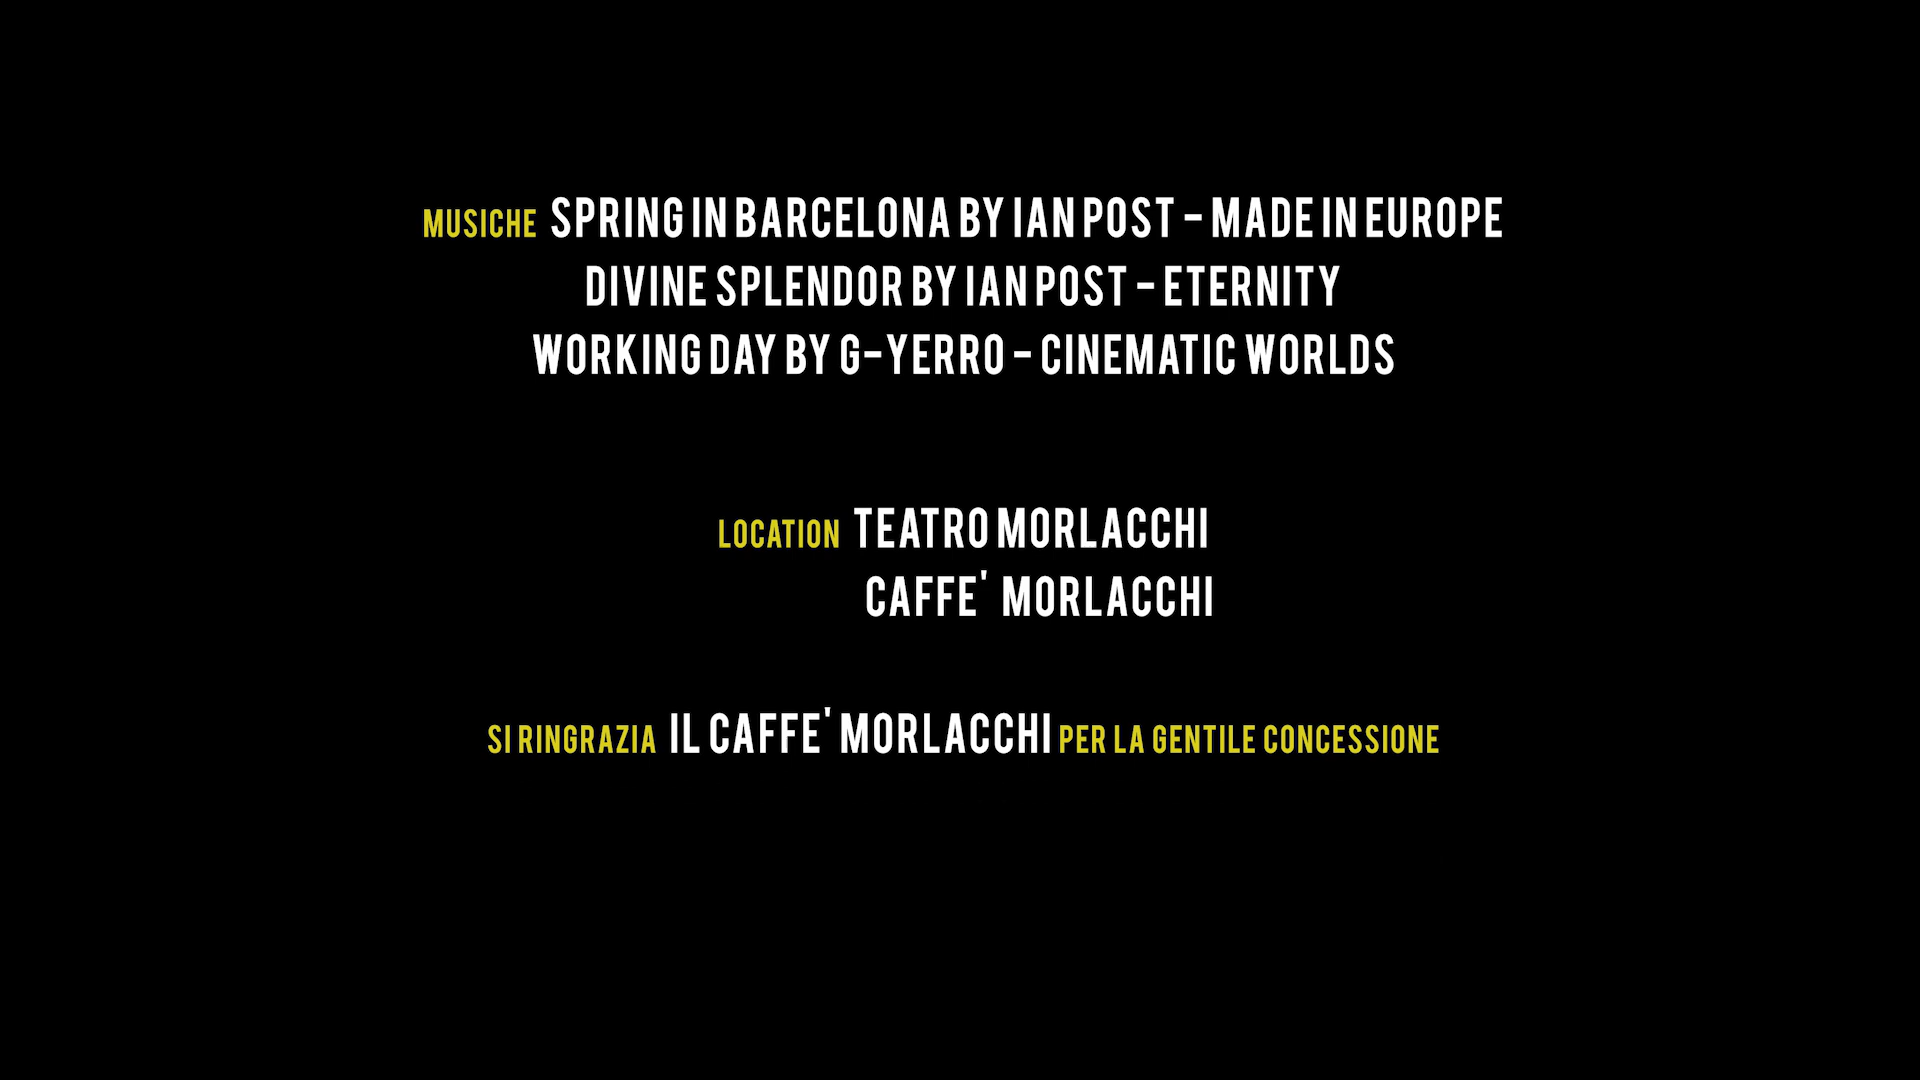 MUSICHE SPRING IN BARCELONA BY IAN POST - MADE IN EUROPE
DIVINE SPLENDOR BY IAN POST - ETERNITY
WORKING DAY BY G-YERRO - CINEMATIC WORLDS
LOCATION TEATRO MORLACCHI
CAFFE' MORLACCHI
SI RINGRAZIA IL CAFFE' MORLACCHI PER LA GENTILE CONCESSIONE